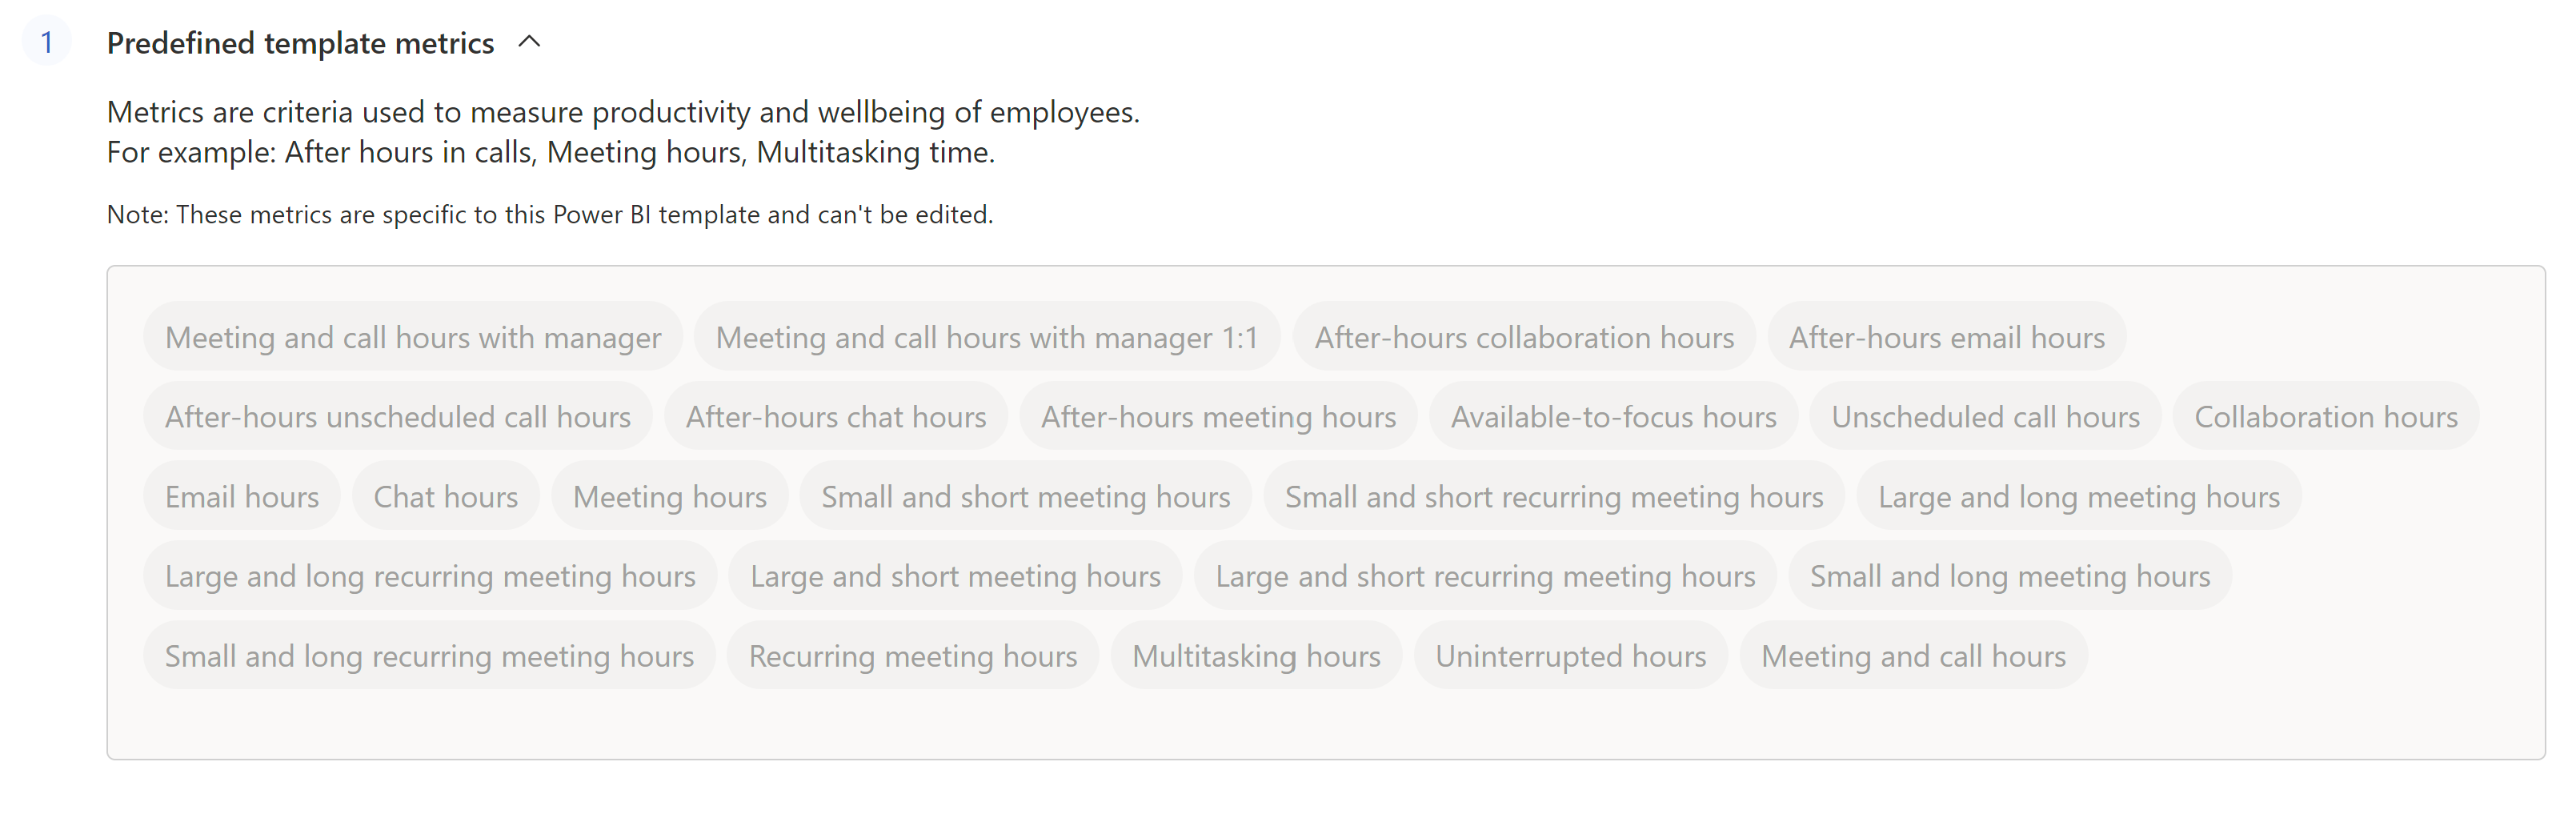 1 Predefined template metrics
Metrics are criteria used to measure productivity and wellbeing of employees.
For example: After hours in calls, Meeting hours, Multitasking time.
Note: These metrics are specific to this Power BI template and can't be edited.
Meeting and call hours with manager Meeting and call hours with manager 1:1 After-hours collaboration hours After-hours email hours
After-hours unscheduled call hours After-hours chat hours After-hours meeting hours Available-to-focus hours Unscheduled call hours Collaboration hours
Email hours Chat hours Meeting hours Small and short meeting hours Small and short recurring meeting hours Large and long meeting hours
Large and long recurring meeting hours Large and short meeting hours Large and short recurring meeting hours Small and long meeting hours
Small and long recurring meeting hours Recurring meeting hours Multitasking hours Uninterrupted hours Meeting and call hours